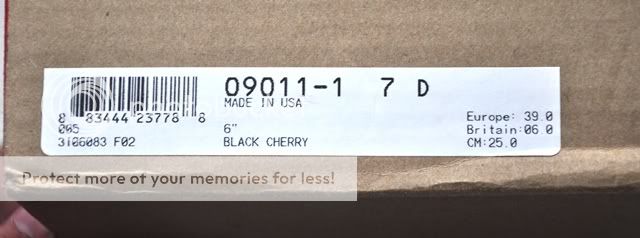 09011-1 7 D
MADE IN USA
8 83444 23778 8
005
3106083 F02
6"
BLACK CHERRY
Europe: 39.0
Britain:06.0
CM:25.0
Protect more of your memories for less!